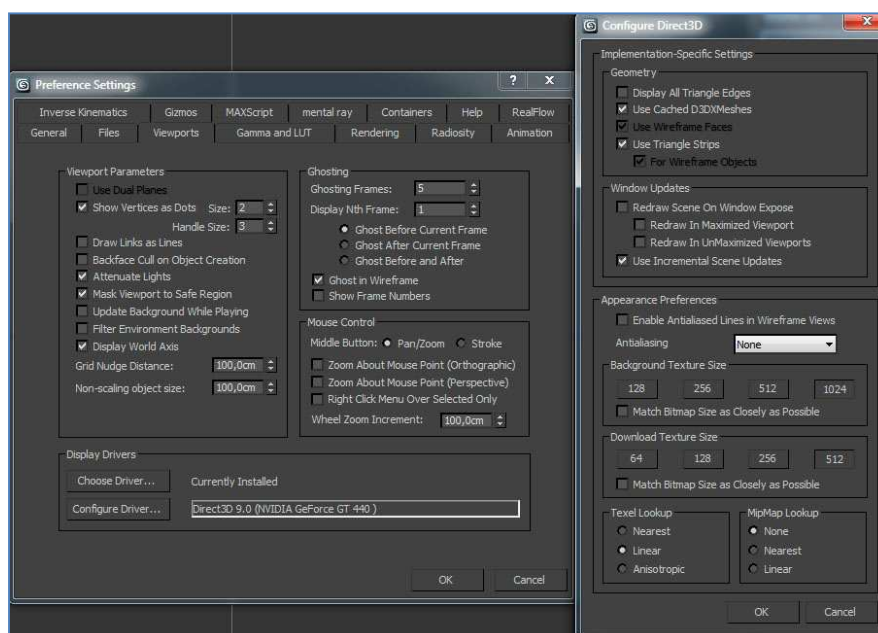 Preference Settings
? X
Inverse Kinematics Gizmos MAXScript mental ray Containers Help RealFlow
General Files Viewports Gamma and LUT Rendering Radiosity Animation
Viewport Parameters
Use Dual Planes
Show Vertices as Dots Size: 2
Handle Size: 3
Draw Links as Lines
Backface Cull on Object Creation
Attenuate Lights
Mask Viewport to Safe Region
Update Background While Playing
Filter Environment Backgrounds
Display World Axis
Grid Nudge Distance: 100,0cm
Non-scaling object size: 100,0cm
Ghosting
Ghosting Frames: 5
Display Nth Frame: 1
Ghost Before Current Frame
Ghost After Current Frame
Ghost Before and After
Ghost in Wireframe
Show Frame Numbers
Mouse Control
Middle Button: Pan/Zoom Stroke
Zoom About Mouse Point (Orthographic)
Zoom About Mouse Point (Perspective)
Right Click Menu Over Selected Only
Wheel Zoom Increment: 100,0cm
Display Drivers
Choose Driver... Currently Installed
Configure Driver... Direct3D 9.0 (NVIDIA GeForce GT 440 )
OK Cancel
Configure Direct3D
X
Implementation-Specific Settings
Geometry
Display All Triangle Edges
Use Cached D3DXMeshes
Use Wireframe Faces
Use Triangle Strips
For Wireframe Objects
Window Updates
Redraw Scene On Window Expose
Redraw In Maximized Viewport
Redraw In UnMaximized Viewports
Use Incremental Scene Updates
Appearance Preferences
Enable Antialiased Lines in Wireframe Views
Antialiasing None
Background Texture Size
128 256 512 1024
Match Bitmap Size as Closely as Possible
Download Texture Size
64 128 256 512
Match Bitmap Size as Closely as Possible
Texel Lookup
Nearest
Linear
Anisotropic
MipMap Lookup
None
Nearest
Linear
OK Cancel